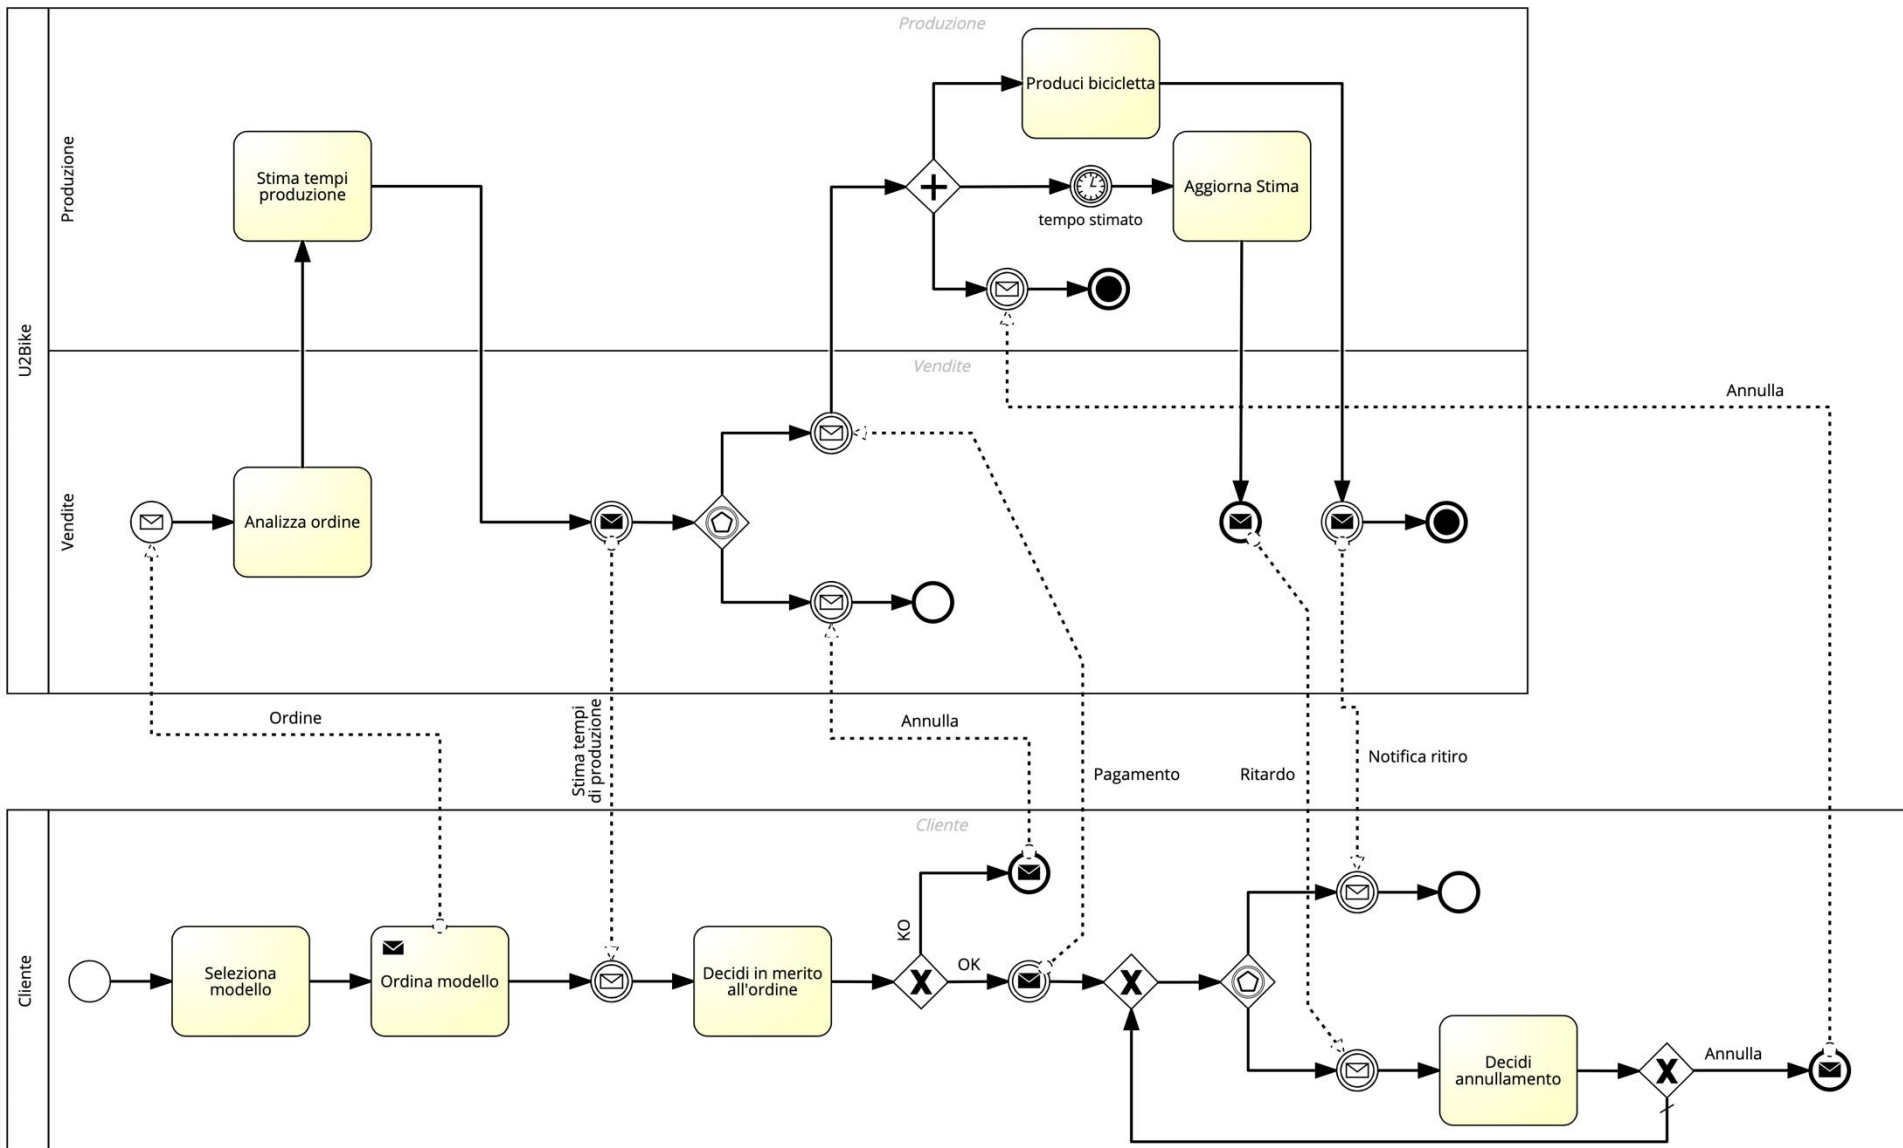 Produzione
U2Bike
Produzione
Produci bicicletta
Stima tempi
produzione
Aggiorna Stima
tempo stimato
Vendite
Vendite
Analizza ordine
Annulla
Ordine
Stima tempi
di produzione
Annulla
Pagamento
Ritardo
Notifica ritiro
Cliente
Cliente
Seleziona
modello
Ordina modello
Decidi in merito
all'ordine
KO
OK
Decidi
annullamento
Annulla